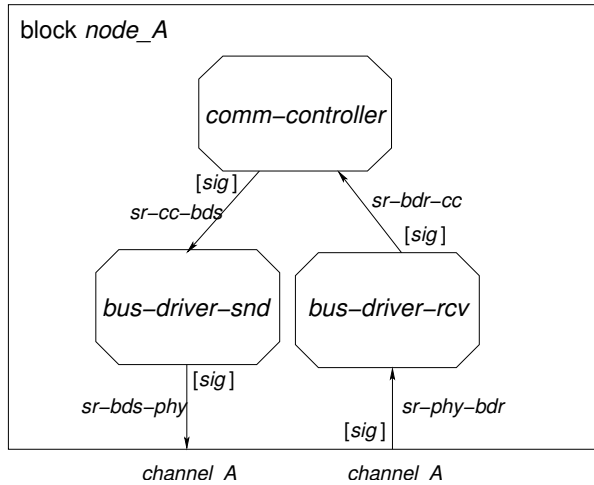 block node_A
comm-controller
[sig]
sr-cc-bds
sr-bdr-cc
[sig]
bus-driver-snd
bus-driver-rcv
[sig]
sr-bds-phy
sr-phy-bdr
[sig]
channel_A
channel_A